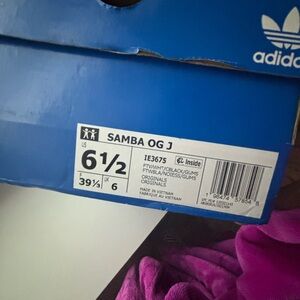 adidas
SAMBA OG J
US
6½
IE3675
Inside
FTWWHT/CBLACK/GUM5
FTWBLA/NOIESS/GUM5
ORIGINALS
ORIGINALS
F
39⅓
UK
6
MADE IN VIETNAM
FABRIQUÉ AU VIETNAM